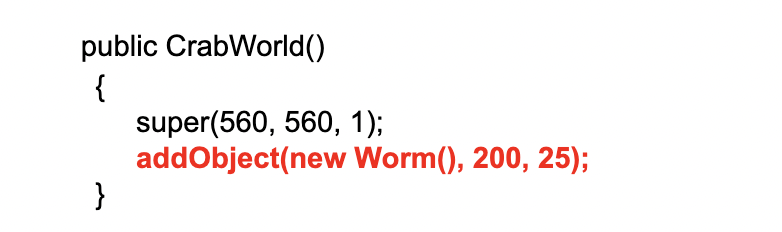 public CrabWorld()
{
super(560, 560, 1);
addObject(new Worm(), 200, 25);
}